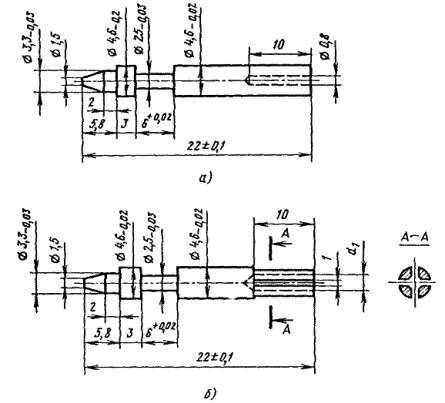 Ø 3,3-0,03
Ø 1,5
Ø 4,6-0,2
Ø 2,5-0,03
Ø 4,6-0,02
10
Ø 0,8
2
5,8
3
6+0,02
22±0,1
а)
Ø 3,3-0,03
Ø 1,5
Ø 4,6-0,02
Ø 2,5-0,03
Ø 4,6-0,02
10
А
1
d1
А-А
2
5,8
3
6+0,02
А
22±0,1
б)